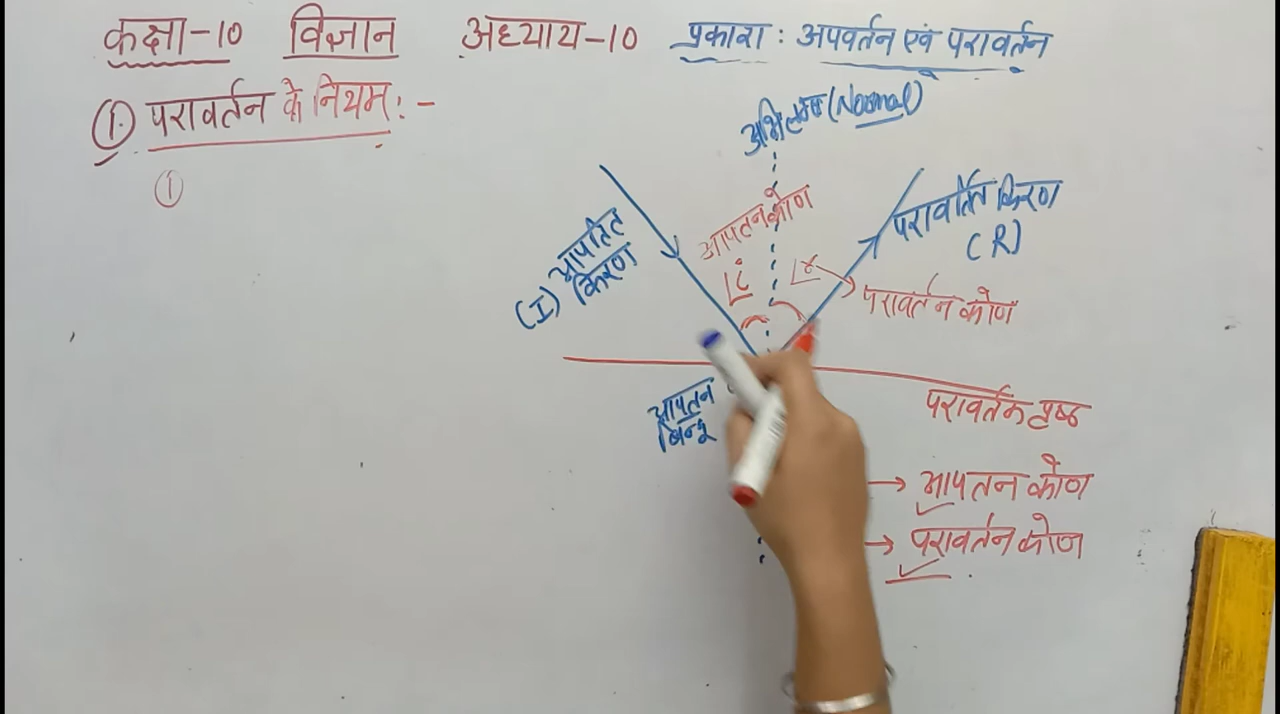 कक्षा-10 विज्ञान अध्याय-10 प्रकाश : अपवर्तन एवं परावर्तन
① परावर्तन के नियम : -
①
अभिलम्ब (Normal)
आपतित किरण (I)
आपतन कोण
∠i
∠r
परावर्तित किरण
(R)
परावर्तन कोण
आपतन
बिन्दू
परावर्तक पृष्ठ
→ आपतन कोण
→ परावर्तन कोण